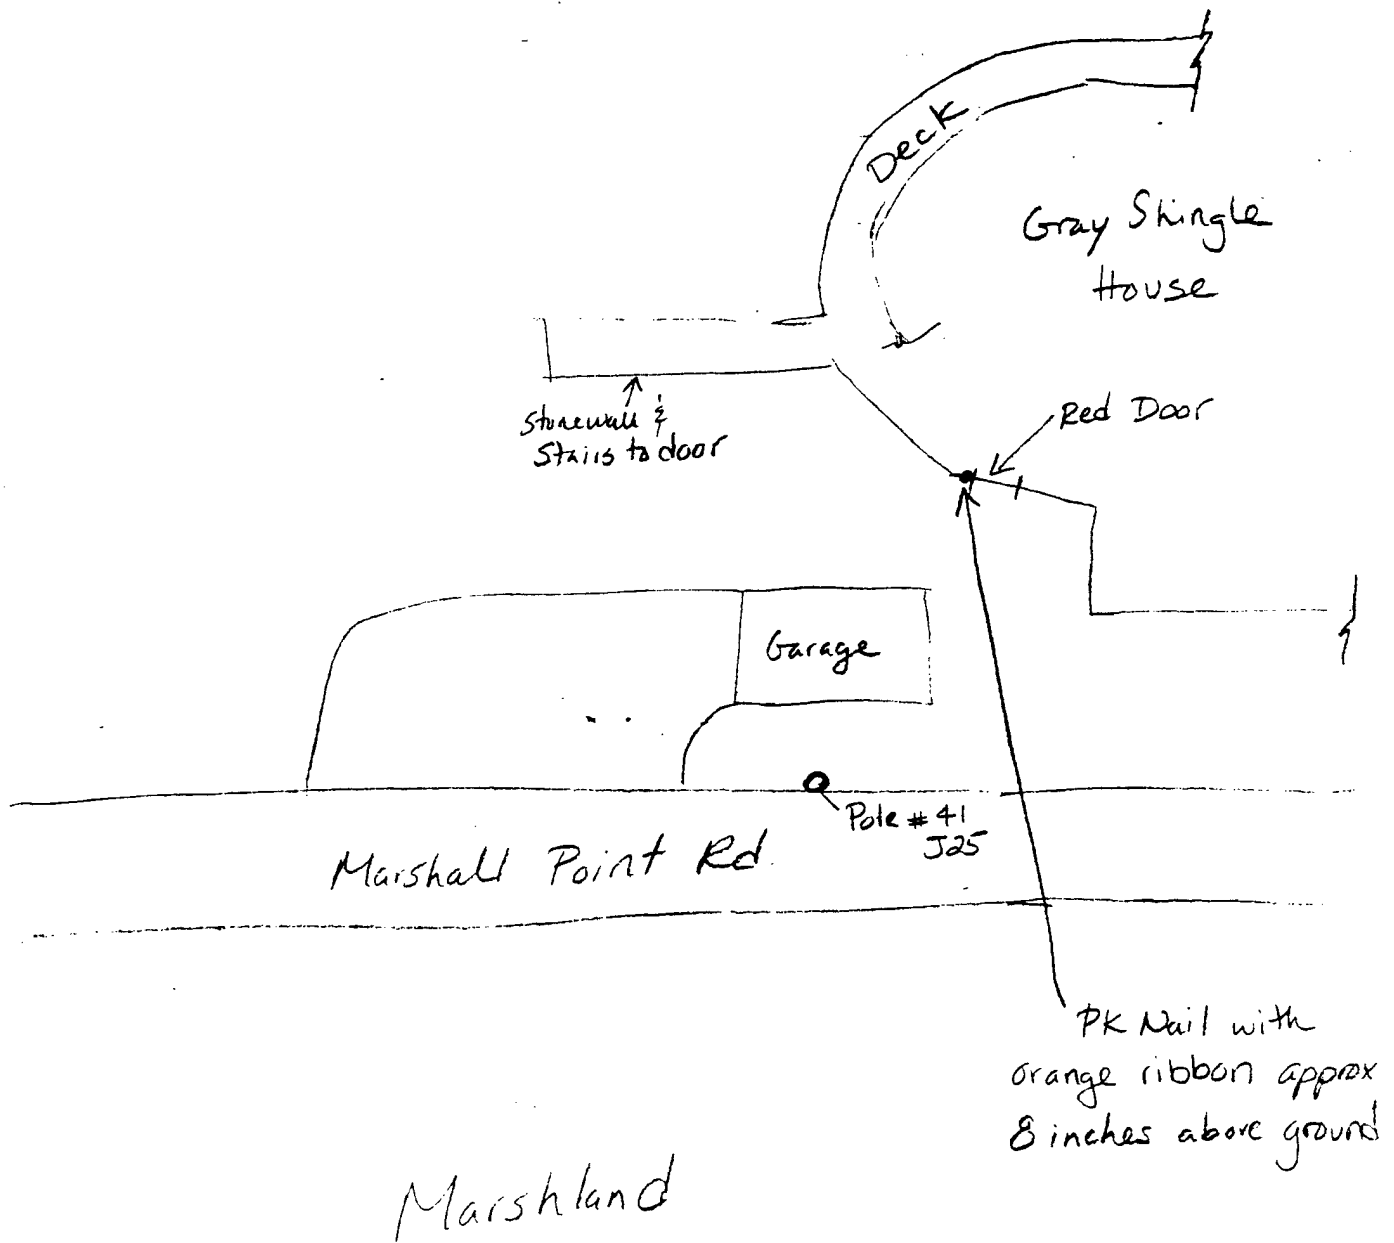 Deck
Gray Shingle
House
Red Door
Stonewall &
Stairs to door
Garage
Pole # 41
J25
Marshall Point Rd.
PK Nail with
orange ribbon approx
8 inches above ground
Marshland